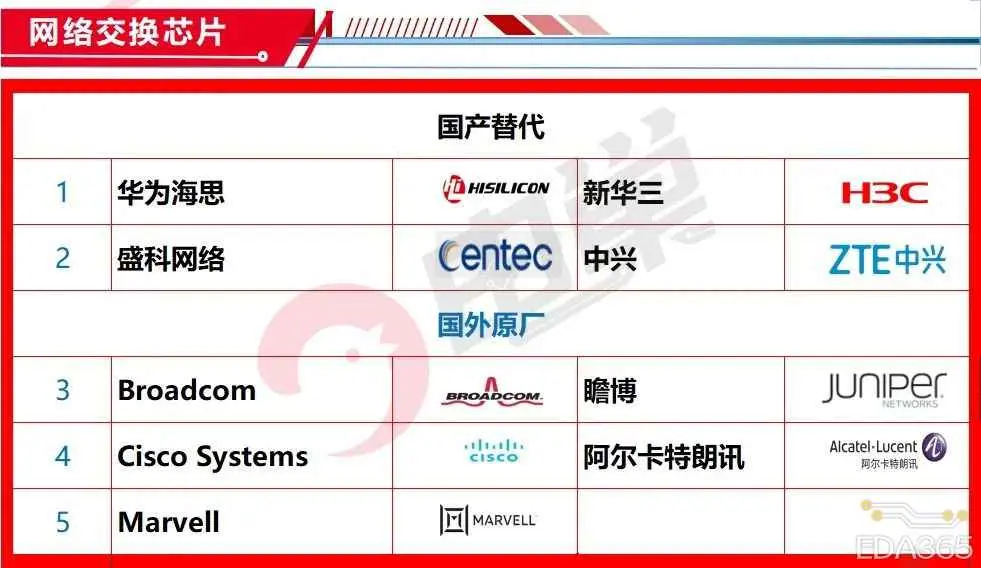 网络交换芯片
国产替代
1 华为海思 Hi HISILICON 新华三 H3C
2 盛科网络 Centec 中兴 ZTE中兴
国外原厂
3 Broadcom BROADCOM. 瞻博 JUNIPER NETWORKS
4 Cisco Systems CISCO 阿尔卡特朗讯 Alcatel·Lucent 阿尔卡特朗讯
5 Marvell MARVELL
电巢
EDA365